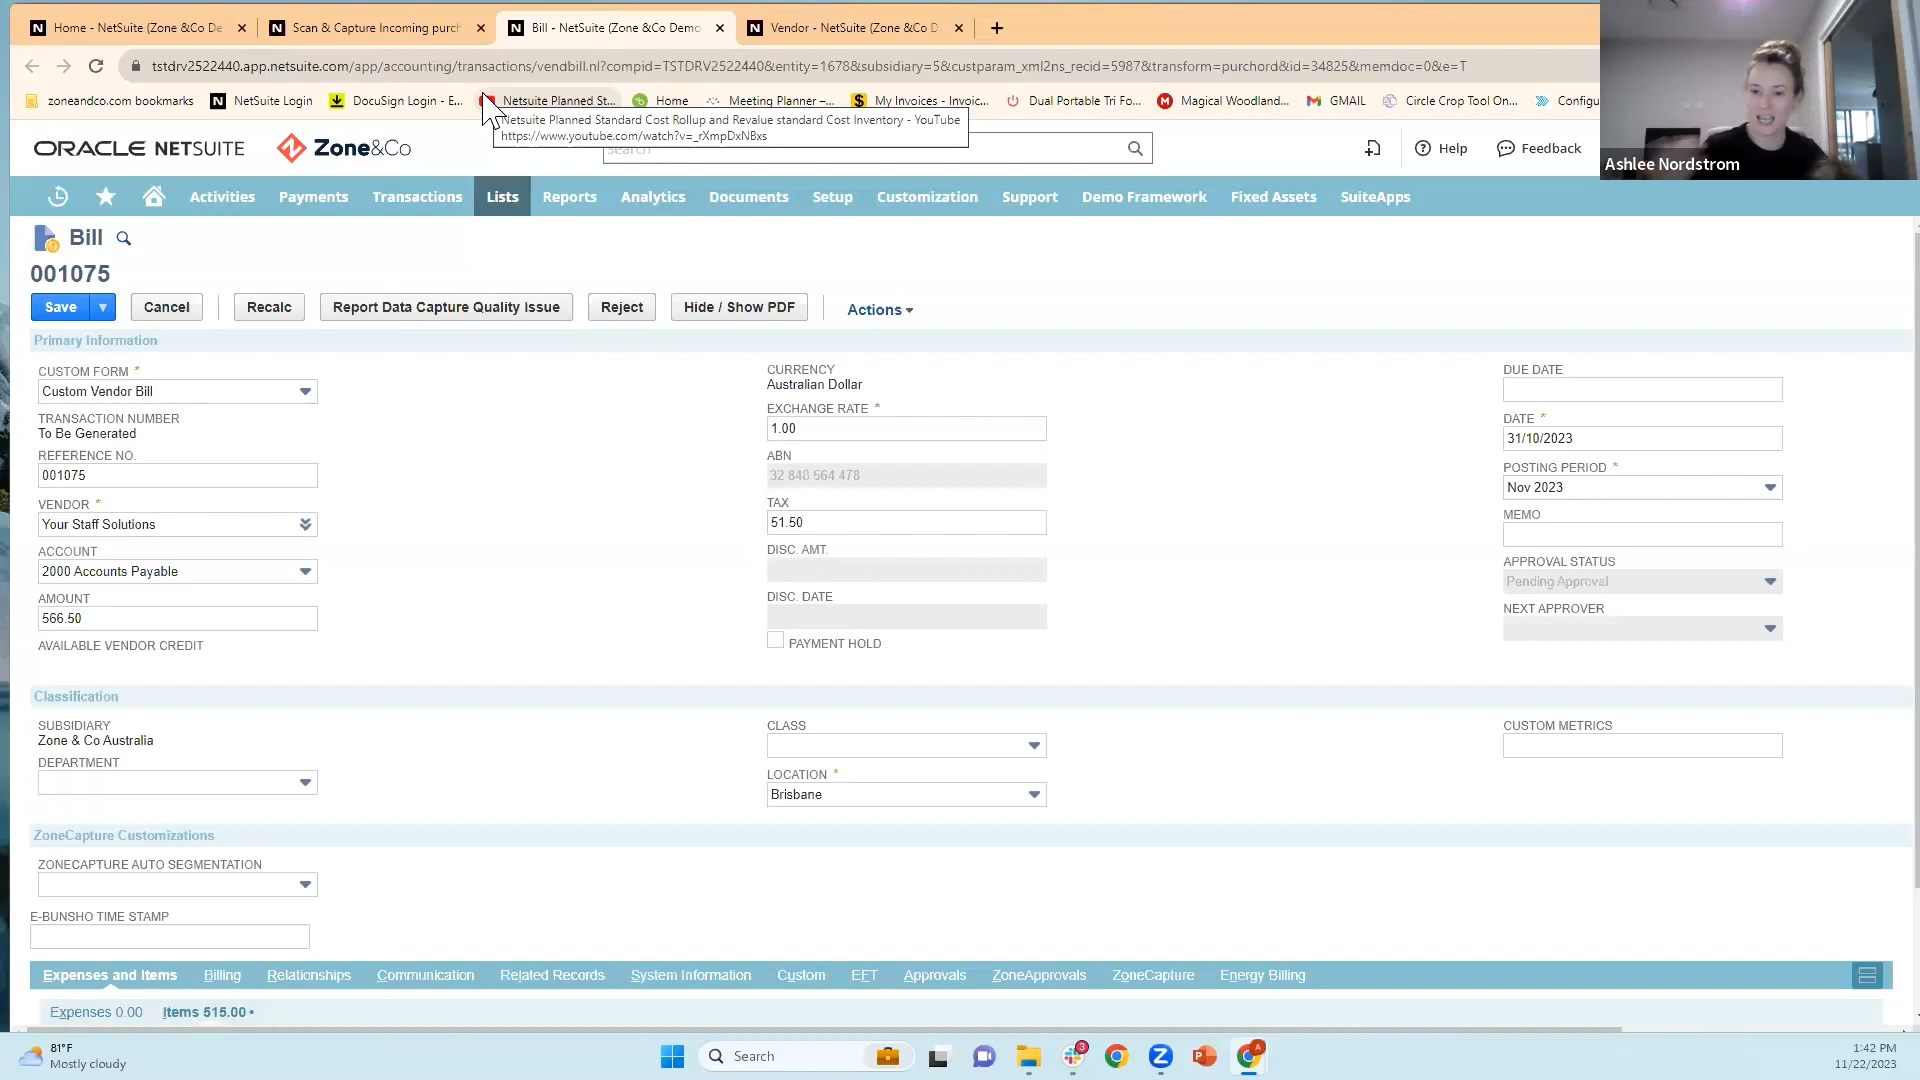 Home - NetSuite (Zone &Co De
Scan & Capture Incoming purch
Bill - NetSuite (Zone &Co Demo
Vendor - NetSuite (Zone &Co D
tstdrv2522440.app.netsuite.com/app/accounting/transactions/vendbill.nl?compid=TSTDRV2522440&entity=1678&subsidiary=5&custparam_xml2ns_recid=5987&transform=purchord&id=34825&memdoc=0&e=T
zoneandco.com bookmarks
NetSuite Login
DocuSign Login - E...
Netsuite Planned St...
Home
Meeting Planner –...
My Invoices - Invoic...
Dual Portable Tri Fo...
Magical Woodland...
GMAIL
Circle Crop Tool On...
Configu
Netsuite Planned Standard Cost Rollup and Revalue standard Cost Inventory - YouTube
https://www.youtube.com/watch?v=_rXmpDxNBxs
ORACLE NETSUITE
Zone&Co
Search
Help
Feedback
Ashlee Nordstrom
Activities
Payments
Transactions
Lists
Reports
Analytics
Documents
Setup
Customization
Support
Demo Framework
Fixed Assets
SuiteApps
Bill
001075
Save
Cancel
Recalc
Report Data Capture Quality Issue
Reject
Hide / Show PDF
Actions
Primary Information
CUSTOM FORM *
Custom Vendor Bill
TRANSACTION NUMBER
To Be Generated
REFERENCE NO.
001075
VENDOR *
Your Staff Solutions
ACCOUNT
2000 Accounts Payable
AMOUNT
566.50
AVAILABLE VENDOR CREDIT
CURRENCY
Australian Dollar
EXCHANGE RATE *
1.00
ABN
32 848 564 478
TAX
51.50
DISC. AMT.
DISC. DATE
PAYMENT HOLD
DUE DATE
DATE *
31/10/2023
POSTING PERIOD *
Nov 2023
MEMO
APPROVAL STATUS
Pending Approval
NEXT APPROVER
Classification
SUBSIDIARY
Zone & Co Australia
DEPARTMENT
CLASS
LOCATION *
Brisbane
CUSTOM METRICS
ZoneCapture Customizations
ZONECAPTURE AUTO SEGMENTATION
E-BUNSHO TIME STAMP
Expenses and Items
Billing
Relationships
Communication
Related Records
System Information
Custom
EFT
Approvals
ZoneApprovals
ZoneCapture
Energy Billing
Expenses 0.00
Items 515.00 •
81°F
Mostly cloudy
Search
3
A
1:42 PM
11/22/2023